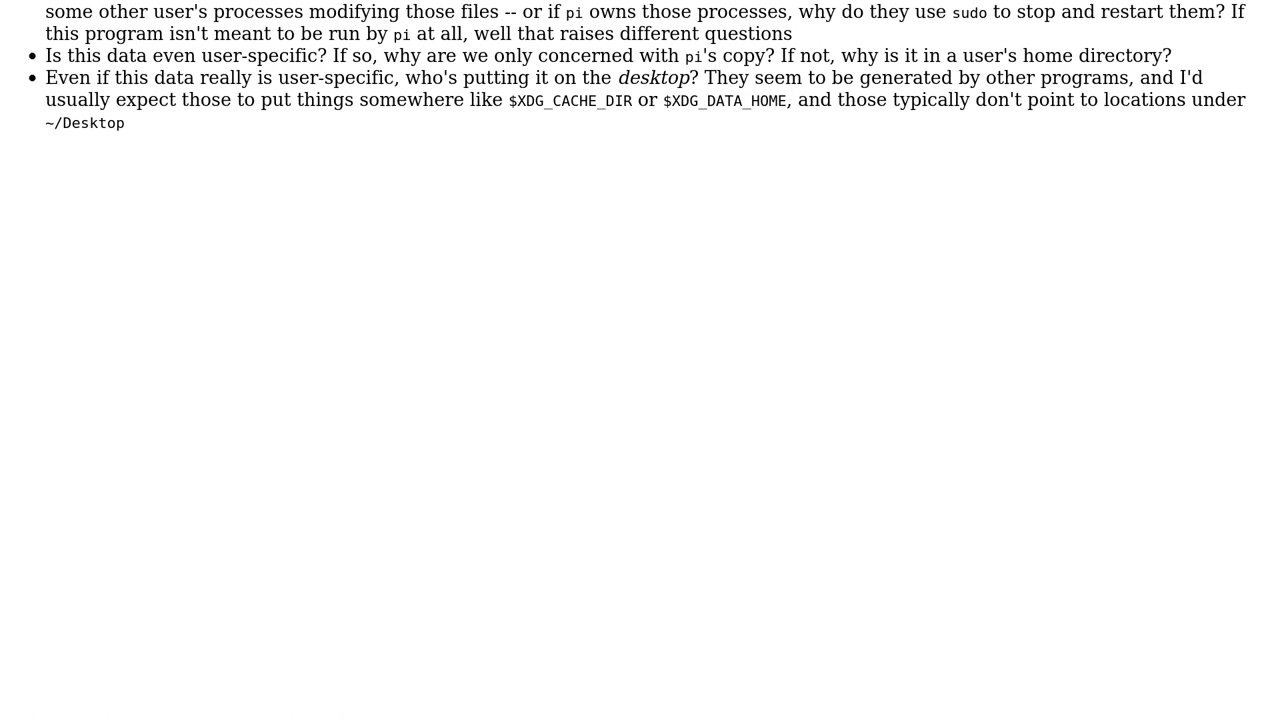 some other user's processes modifying those files -- or if pi owns those processes, why do they use sudo to stop and restart them? If
this program isn't meant to be run by pi at all, well that raises different questions
• Is this data even user-specific? If so, why are we only concerned with pi's copy? If not, why is it in a user's home directory?
• Even if this data really is user-specific, who's putting it on the desktop? They seem to be generated by other programs, and I'd
usually expect those to put things somewhere like $XDG_CACHE_DIR or $XDG_DATA_HOME, and those typically don't point to locations under
~/Desktop